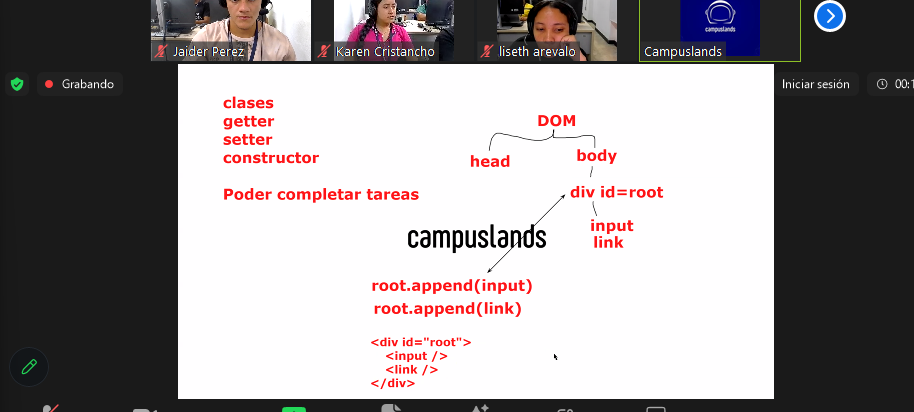 campuslands
Jaider Perez
Karen Cristancho
liseth arevalo
Campuslands
Grabando
Iniciar sesión
00:1
clases
getter
setter
constructor
Poder completar tareas
DOM
head
body
div id=root
input
link
campuslands
root.append(input)
root.append(link)
<div id="root">
<input />
<link />
</div>